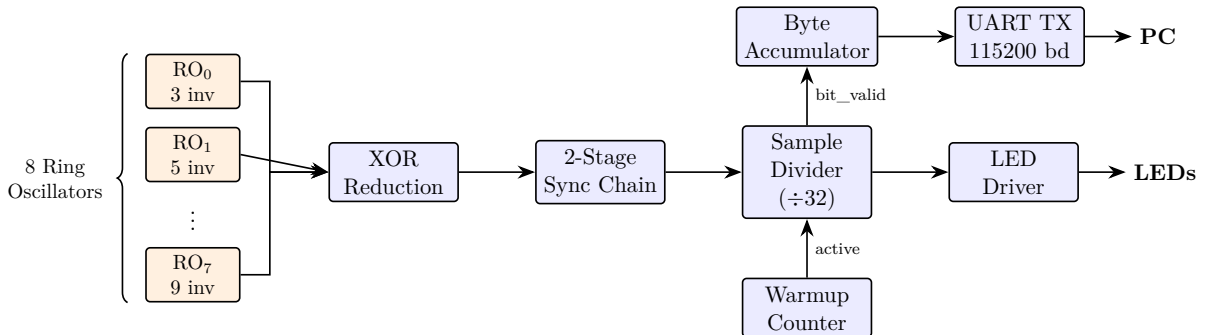 8 Ring
Oscillators
RO₀
3 inv
RO₁
5 inv
⋮
RO₇
9 inv
XOR
Reduction
2-Stage
Sync Chain
Sample
Divider
(÷32)
bit_valid
Byte
Accumulator
UART TX
115200 bd
PC
LED
Driver
LEDs
active
Warmup
Counter